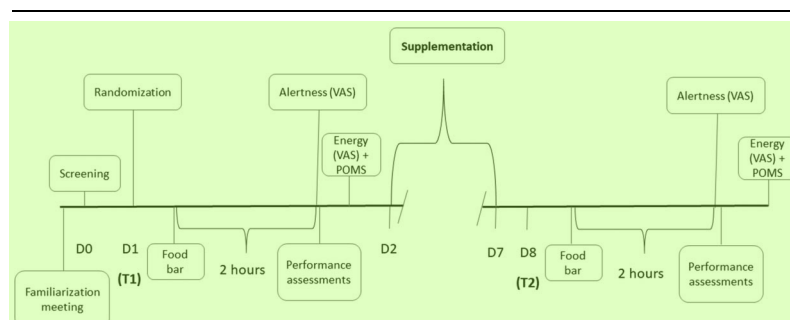 Supplementation
Randomization
Alertness (VAS)
Alertness (VAS)
Energy
(VAS) +
POMS
Energy
(VAS) +
POMS
Screening
D0
D1
(T1)
Food
bar
2 hours
Performance
assessments
D2
D7
D8
(T2)
Food
bar
2 hours
Performance
assessments
Familiarization
meeting